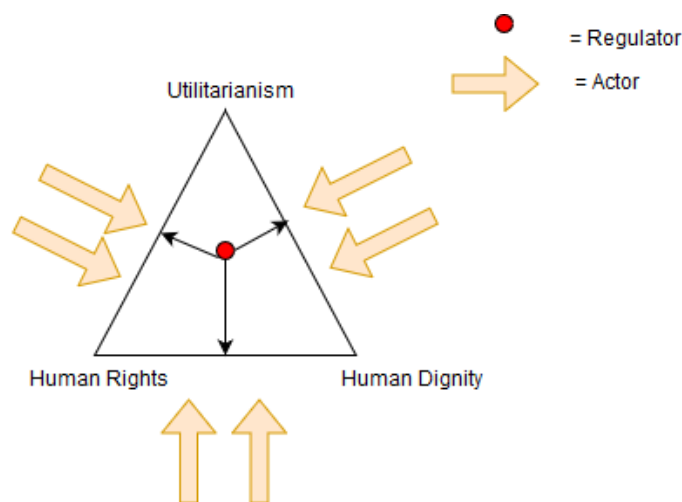 = Regulator
= Actor
Utilitarianism
Human Rights
Human Dignity